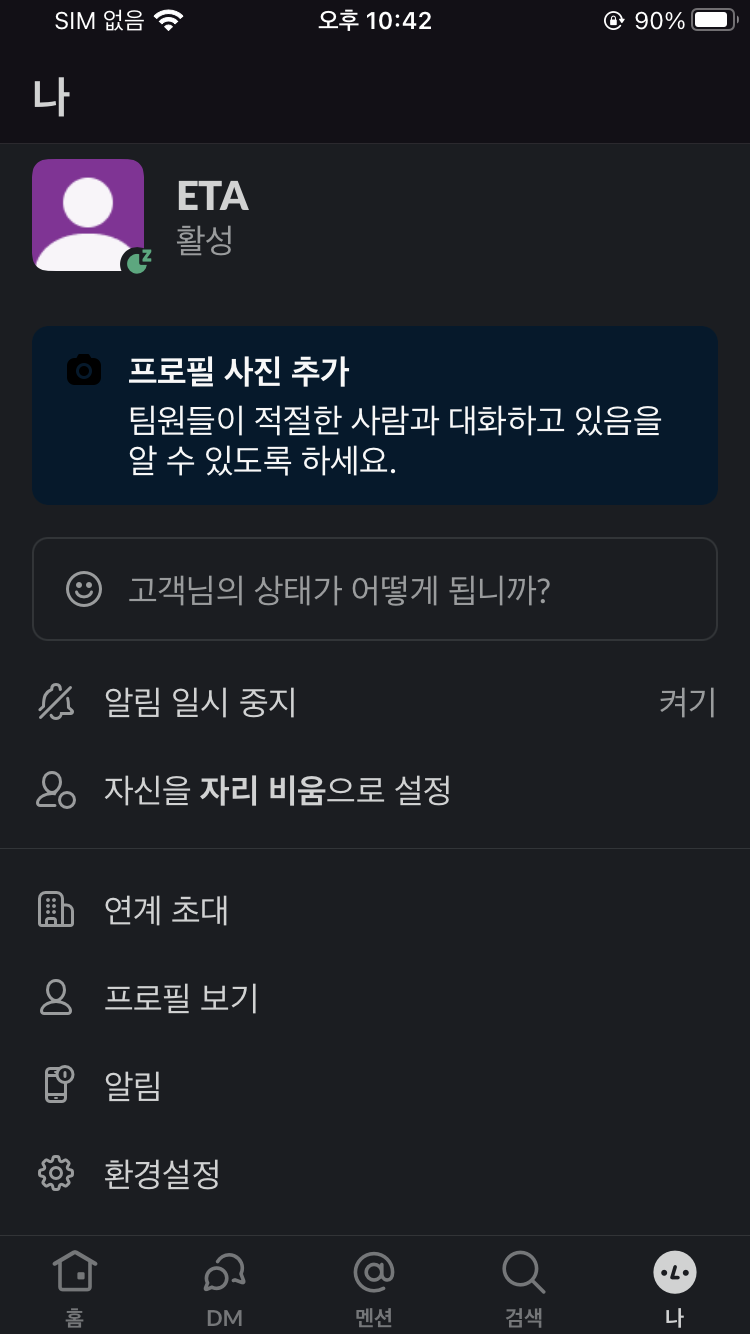 SIM 없음 오후 10:42 90%
나
ETA
활성
프로필 사진 추가
팀원들이 적절한 사람과 대화하고 있음을
알 수 있도록 하세요.
고객님의 상태가 어떻게 됩니까?
알림 일시 중지 켜기
자신을 자리 비움으로 설정
연계 초대
프로필 보기
알림
환경설정
홈 DM 멘션 검색 나